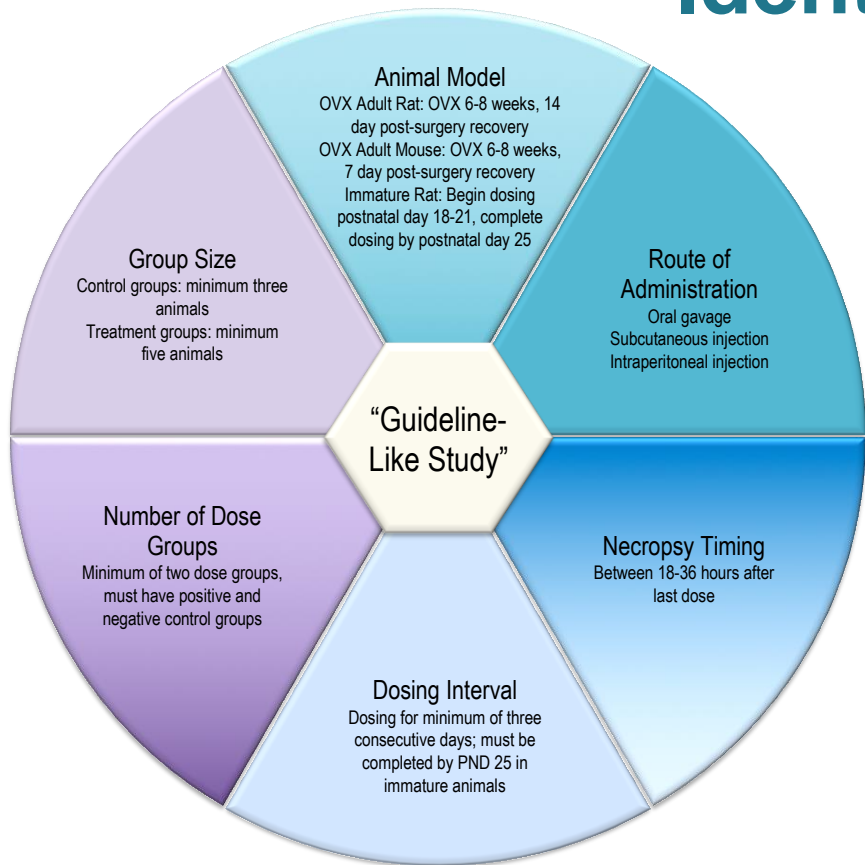 Animal Model
OVX Adult Rat: OVX 6-8 weeks, 14
day post-surgery recovery
OVX Adult Mouse: OVX 6-8 weeks,
7 day post-surgery recovery
Immature Rat: Begin dosing
postnatal day 18-21, complete
dosing by postnatal day 25
Route of
Administration
Oral gavage
Subcutaneous injection
Intraperitoneal injection
Necropsy Timing
Between 18-36 hours after
last dose
Dosing Interval
Dosing for minimum of three
consecutive days; must be
completed by PND 25 in
immature animals
Number of Dose
Groups
Minimum of two dose groups,
must have positive and
negative control groups
Group Size
Control groups: minimum three
animals
Treatment groups: minimum
five animals
“Guideline-
Like Study”